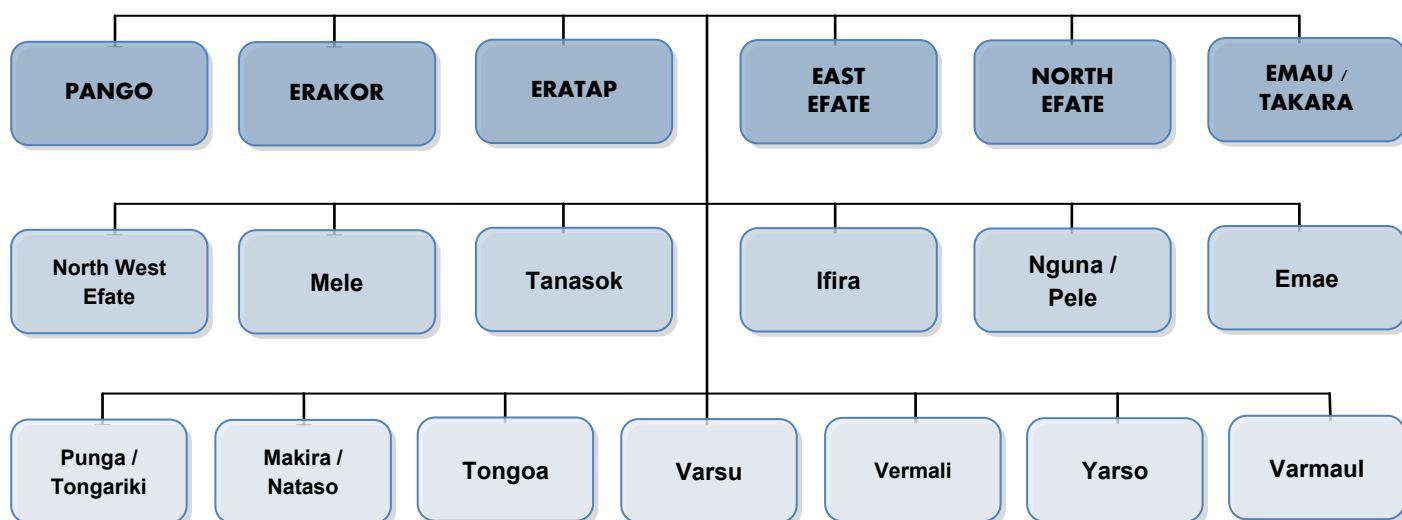 PANGO
ERAKOR
ERATAP
EAST
EFATE
NORTH
EFATE
EMAU /
TAKARA
North West
Efate
Mele
Tanasok
Ifira
Nguna /
Pele
Emae
Punga /
Tongariki
Makira /
Nataso
Tongoa
Varsu
Vermali
Yarso
Varmaul